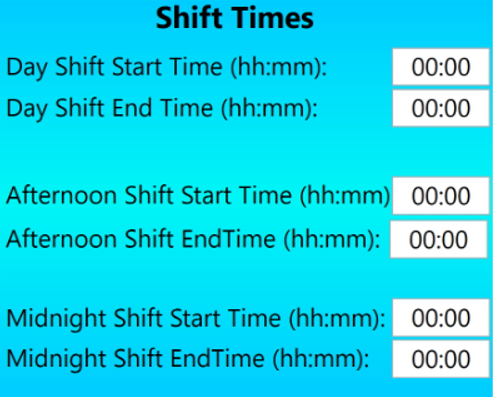 Shift Times
Day Shift Start Time (hh:mm): 00:00
Day Shift End Time (hh:mm): 00:00
Afternoon Shift Start Time (hh:mm) 00:00
Afternoon Shift EndTime (hh:mm): 00:00
Midnight Shift Start Time (hh:mm): 00:00
Midnight Shift EndTime (hh:mm): 00:00